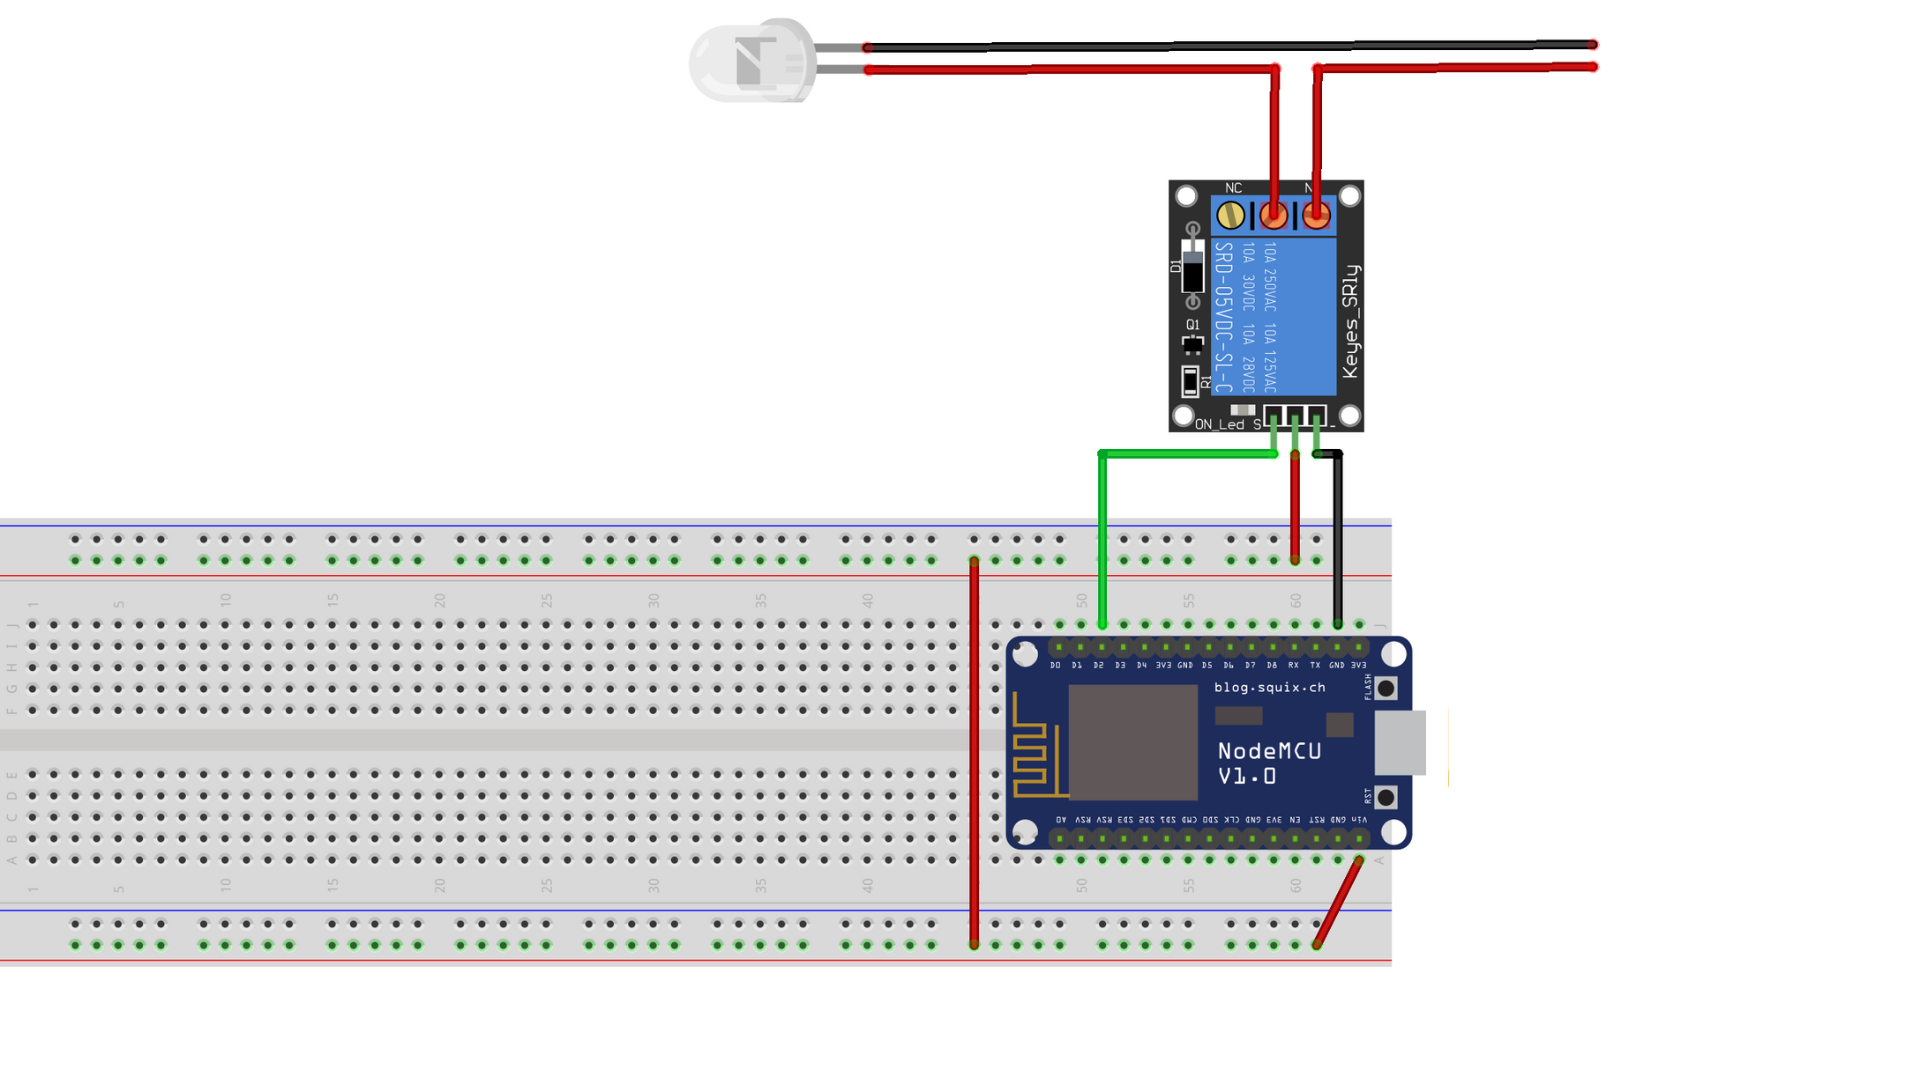 NC N
D1
Q1
R1
SRD-05VDC-SL-C
10A 30VDC 10A 28VDC
10A 250VAC 10A 125VAC
Keyes_SRly
ON_Led S -
1 5 10 15 20 25 30 35 40 50 55 60
J J
I
H
G
F
D0 D1 D2 D3 D4 3V3 GND D5 D6 D7 D8 RX TX GND 3V3
blog.squix.ch
FLASH
NodeMCU
V1.0
RST
A0 RSV RSV SD3 SD2 SD1 CMD SD0 CLK GND 3V3 EN RST GND Vin
E
D
C
B
A A
1 5 10 15 20 25 30 35 40 50 55 60